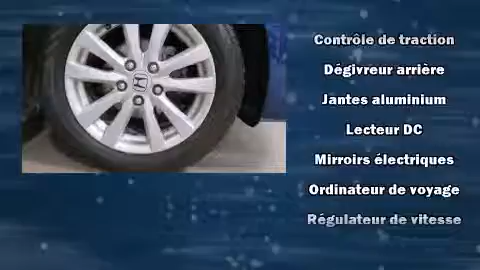 Contrôle de traction
Dégivreur arrière
Jantes aluminium
Lecteur DC
Mirroirs électriques
Ordinateur de voyage
Régulateur de vitesse